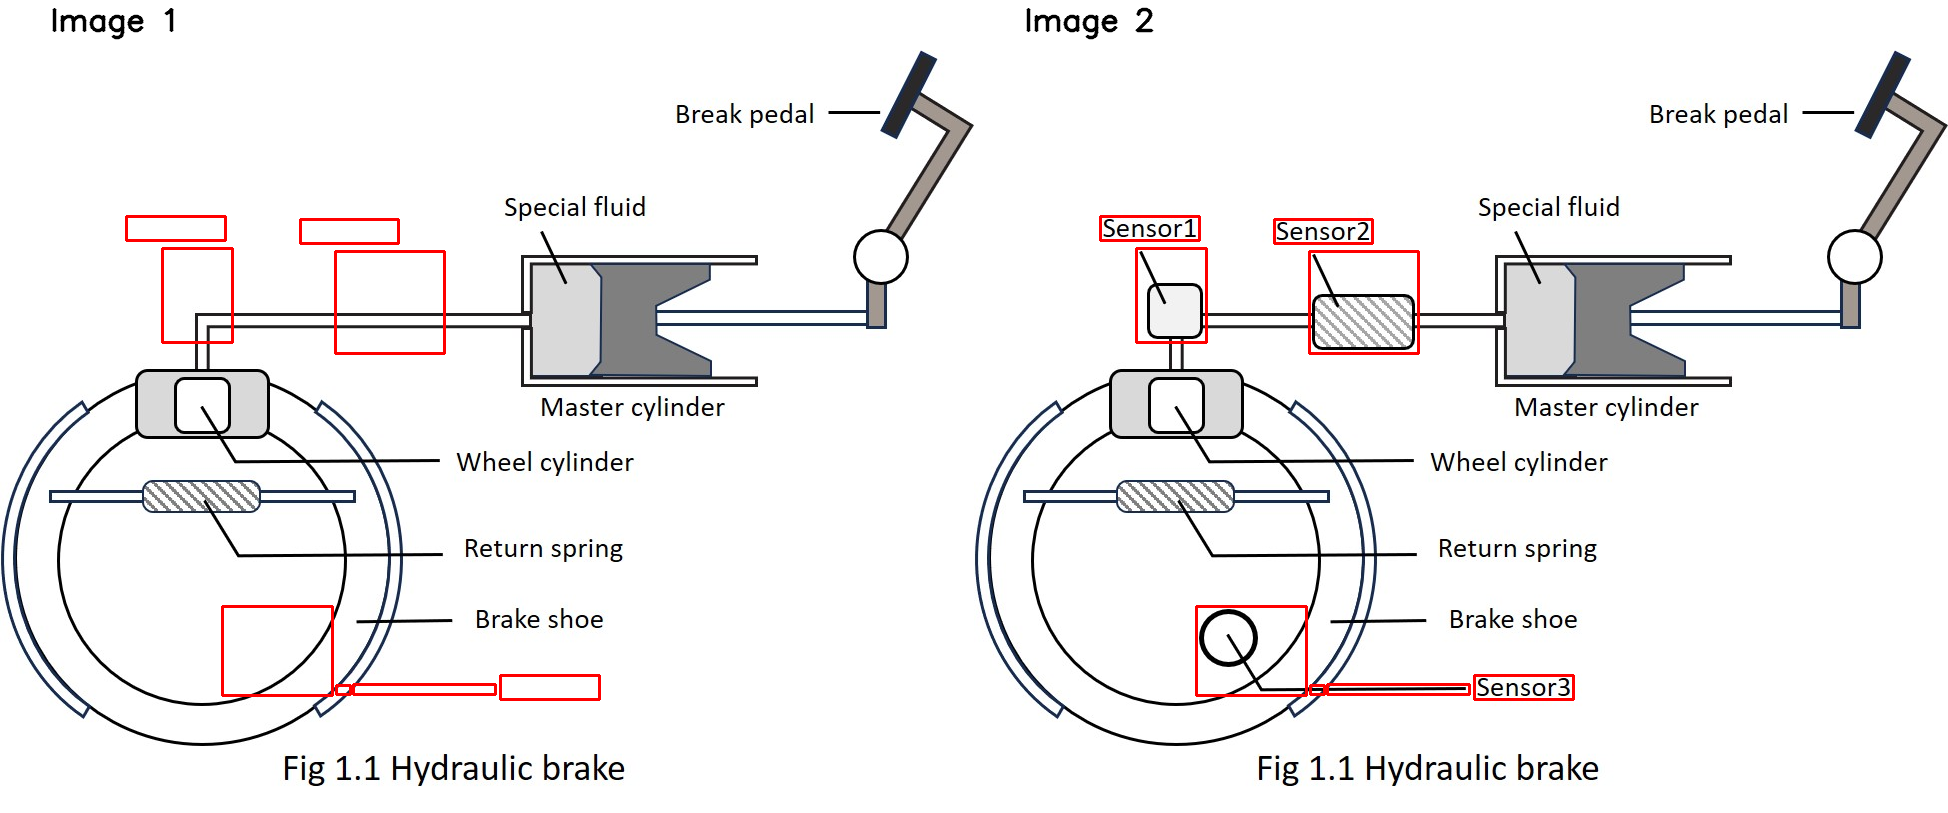 Image 1
Break pedal
Special fluid
Master cylinder
Wheel cylinder
Return spring
Brake shoe
Fig 1.1 Hydraulic brake
Image 2
Break pedal
Special fluid
Sensor1
Sensor2
Master cylinder
Wheel cylinder
Return spring
Brake shoe
Sensor3
Fig 1.1 Hydraulic brake